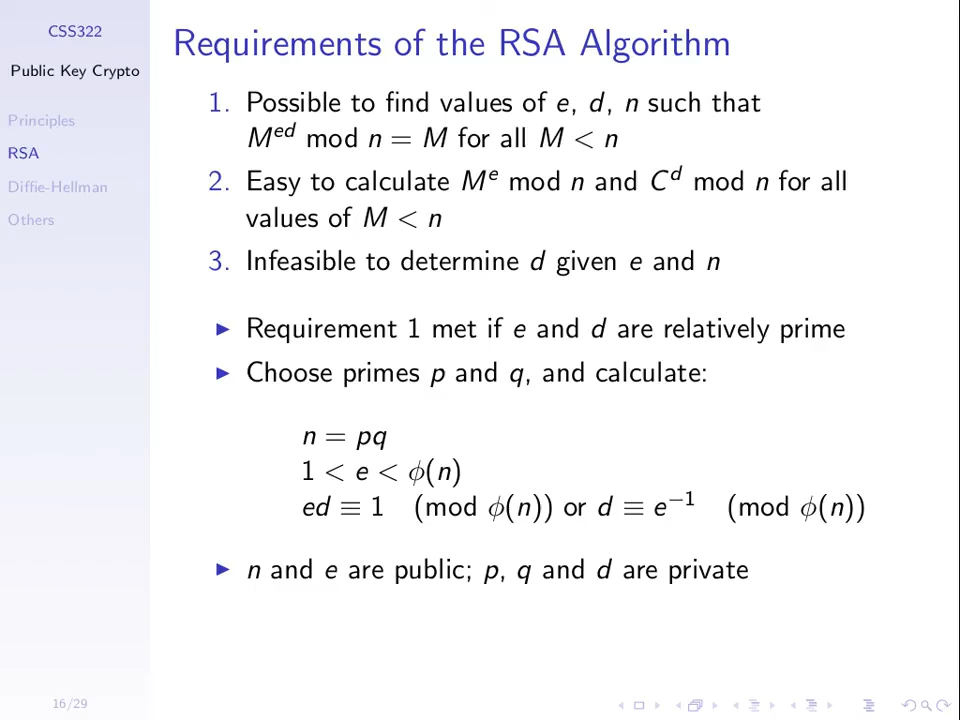 CSS322
Public Key Crypto
Principles
RSA
Diffie-Hellman
Others
Requirements of the RSA Algorithm
1. Possible to find values of e, d, n such that
M^ed mod n = M for all M < n
2. Easy to calculate M^e mod n and C^d mod n for all
values of M < n
3. Infeasible to determine d given e and n
▶ Requirement 1 met if e and d are relatively prime
▶ Choose primes p and q, and calculate:
n = pq
1 < e < ϕ(n)
ed ≡ 1 (mod ϕ(n)) or d ≡ e^−1 (mod ϕ(n))
▶ n and e are public; p, q and d are private
16/29